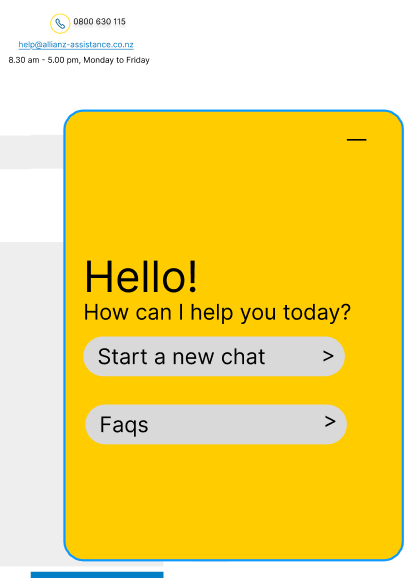 0800 630 115
help@allianz-assistance.co.nz
8.30 am - 5.00 pm, Monday to Friday
Hello!
How can I help you today?
Start a new chat >
Faqs >